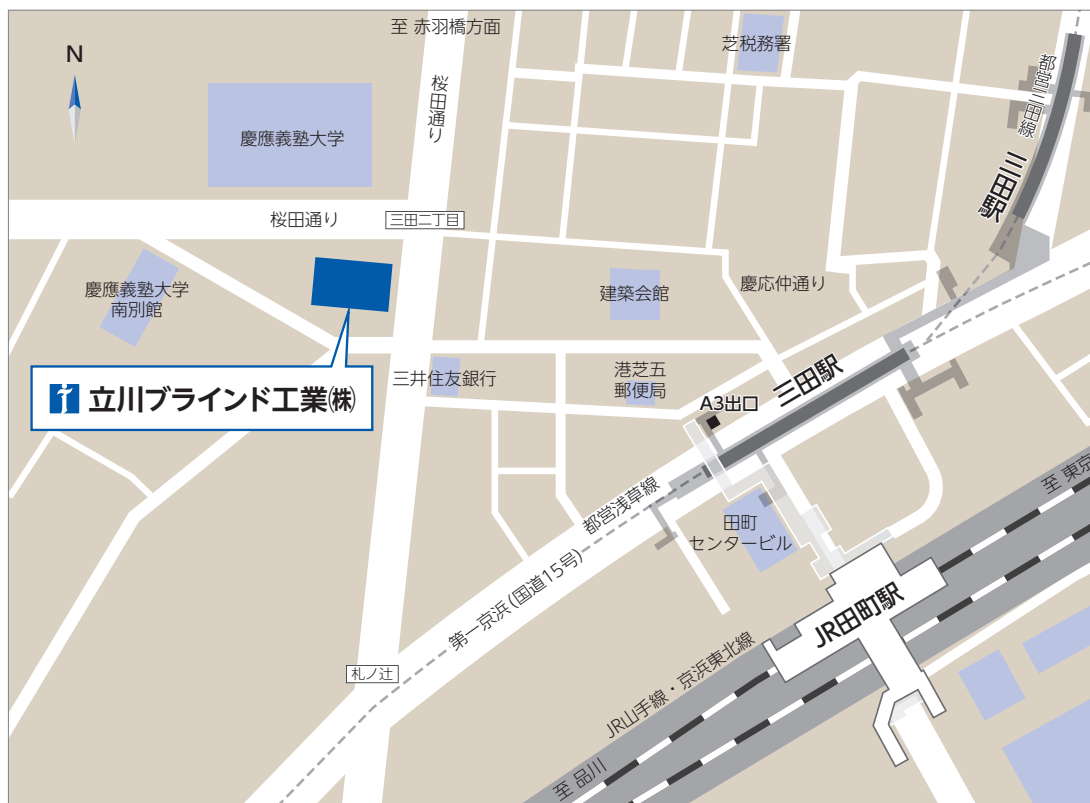 至 赤羽橋方面
芝税務署
N
桜田通り
都営三田線
慶應義塾大学
三田駅
桜田通り
三田二丁目
慶應義塾大学
南別館
建築会館
慶応仲通り
三井住友銀行
港芝五
郵便局
三田駅
立川ブラインド工業㈱
A3出口
至 東京
都営浅草線
田町
センタービル
第一京浜(国道15号)
JR田町駅
札ノ辻
JR山手線・京浜東北線
至 品川